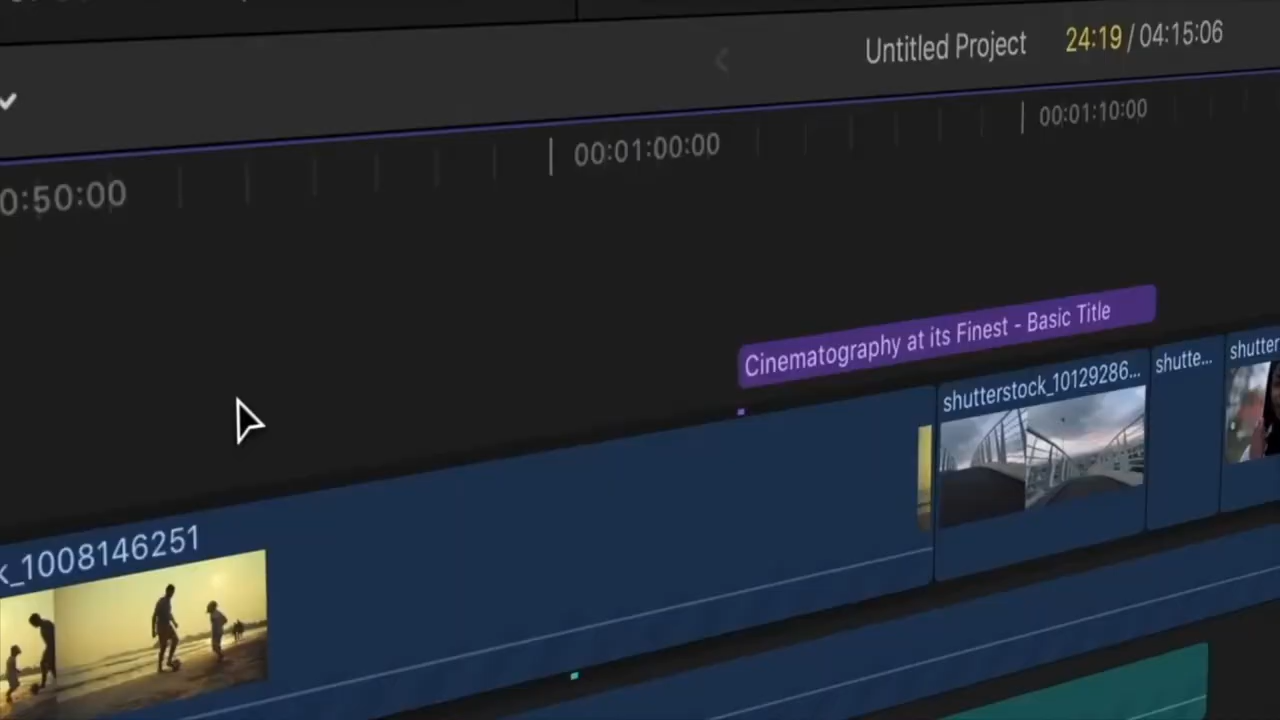 Untitled Project
24:19 / 04:15:06
0:50:00
00:01:00:00
00:01:10:00
Cinematography at its Finest - Basic Title
k_1008146251
shutterstock_10129286...
shutte...
shutter